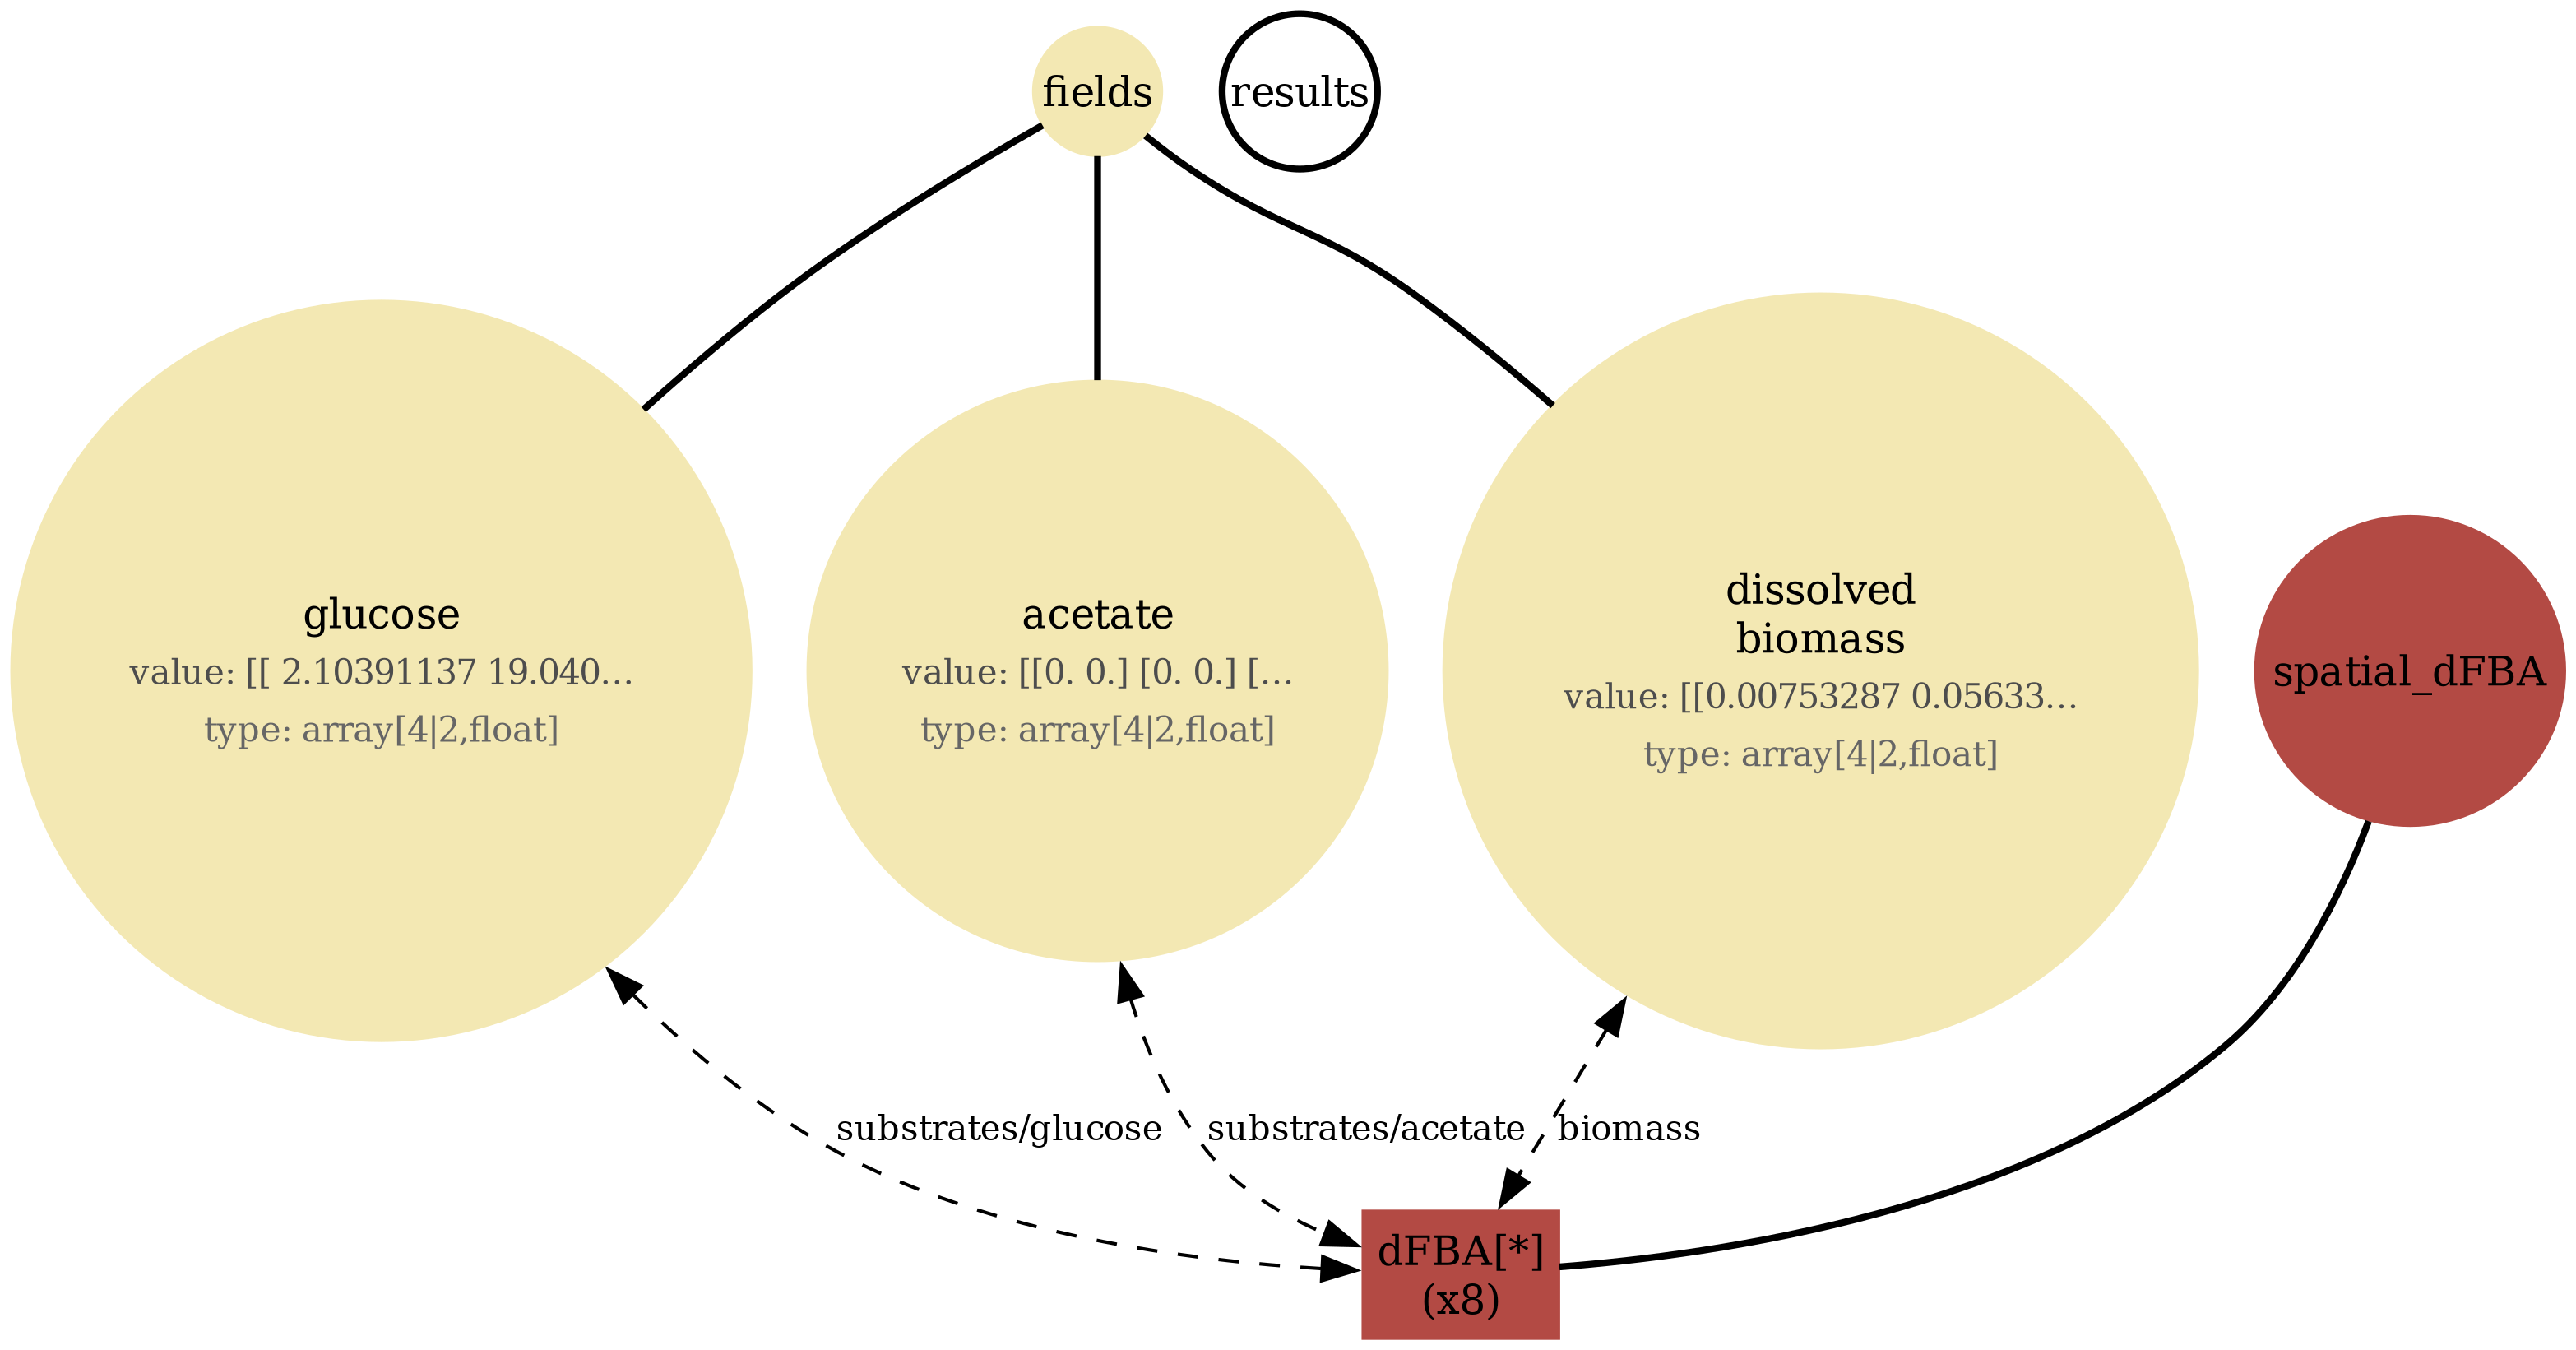 fields
results
glucose
value: [[ 2.10391137 19.040…
type: array[4|2,float]
acetate
value: [[0. 0.] [0. 0.] […
type: array[4|2,float]
dissolved
biomass
value: [[0.00753287 0.05633…
type: array[4|2,float]
spatial_dFBA
substrates/glucose
substrates/acetate
biomass
dFBA[*]
(x8)